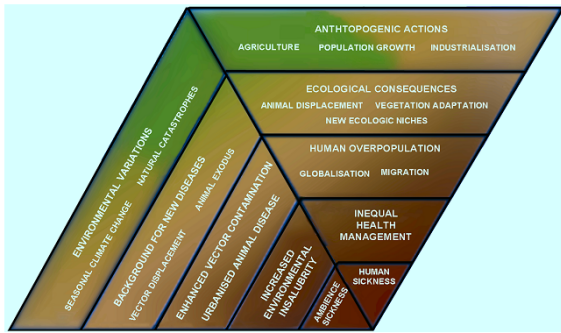 ANTHTOPOGENIC ACTIONS
AGRICULTURE POPULATION GROWTH INDUSTRIALISATION
ECOLOGICAL CONSEQUENCES
ANIMAL DISPLACEMENT VEGETATION ADAPTATION
NEW ECOLOGIC NICHES
HUMAN OVERPOPULATION
GLOBALISATION MIGRATION
INEQUAL
HEALTH
MANAGEMENT
HUMAN
SICKNESS
ENVIRONMENTAL VARIATIONS
SEASONAL CLIMATE CHANGE NATURAL CATASTROPHES
BACKGROUND FOR NEW DISEASES
VECTOR DISPLACEMENT ANIMAL EXODUS
ENHANCED VECTOR CONTAMNATION
URBANISED ANIMAL DISEASE
INCREASED
ENVIRONMENTAL
INSALUBRITY
AMBIENCE
SICKNESS